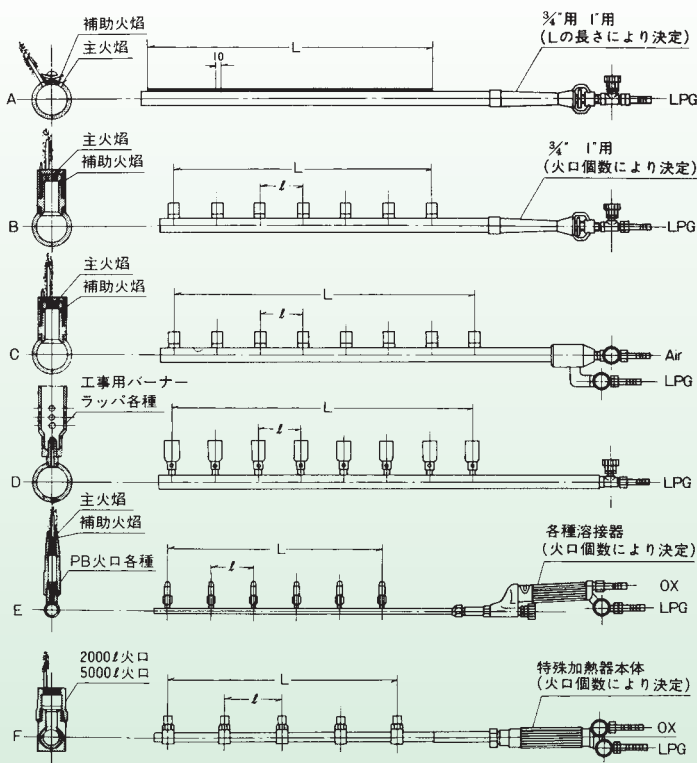 補助火焔
主火焔
A
L
10
¾"用 1"用
(Lの長さにより決定)
LPG
主火焔
補助火焔
B
L
ℓ
¾" 1"用
(火口個数により決定)
LPG
主火焔
補助火焔
C
L
ℓ
Air
LPG
工事用バーナー
ラッパ各種
D
L
ℓ
LPG
主火焔
補助火焔
PB火口各種
E
L
ℓ
各種溶接器
(火口個数により決定)
OX
LPG
2000ℓ火口
5000ℓ火口
F
L
ℓ
特殊加熱器本体
(火口個数により決定)
OX
LPG